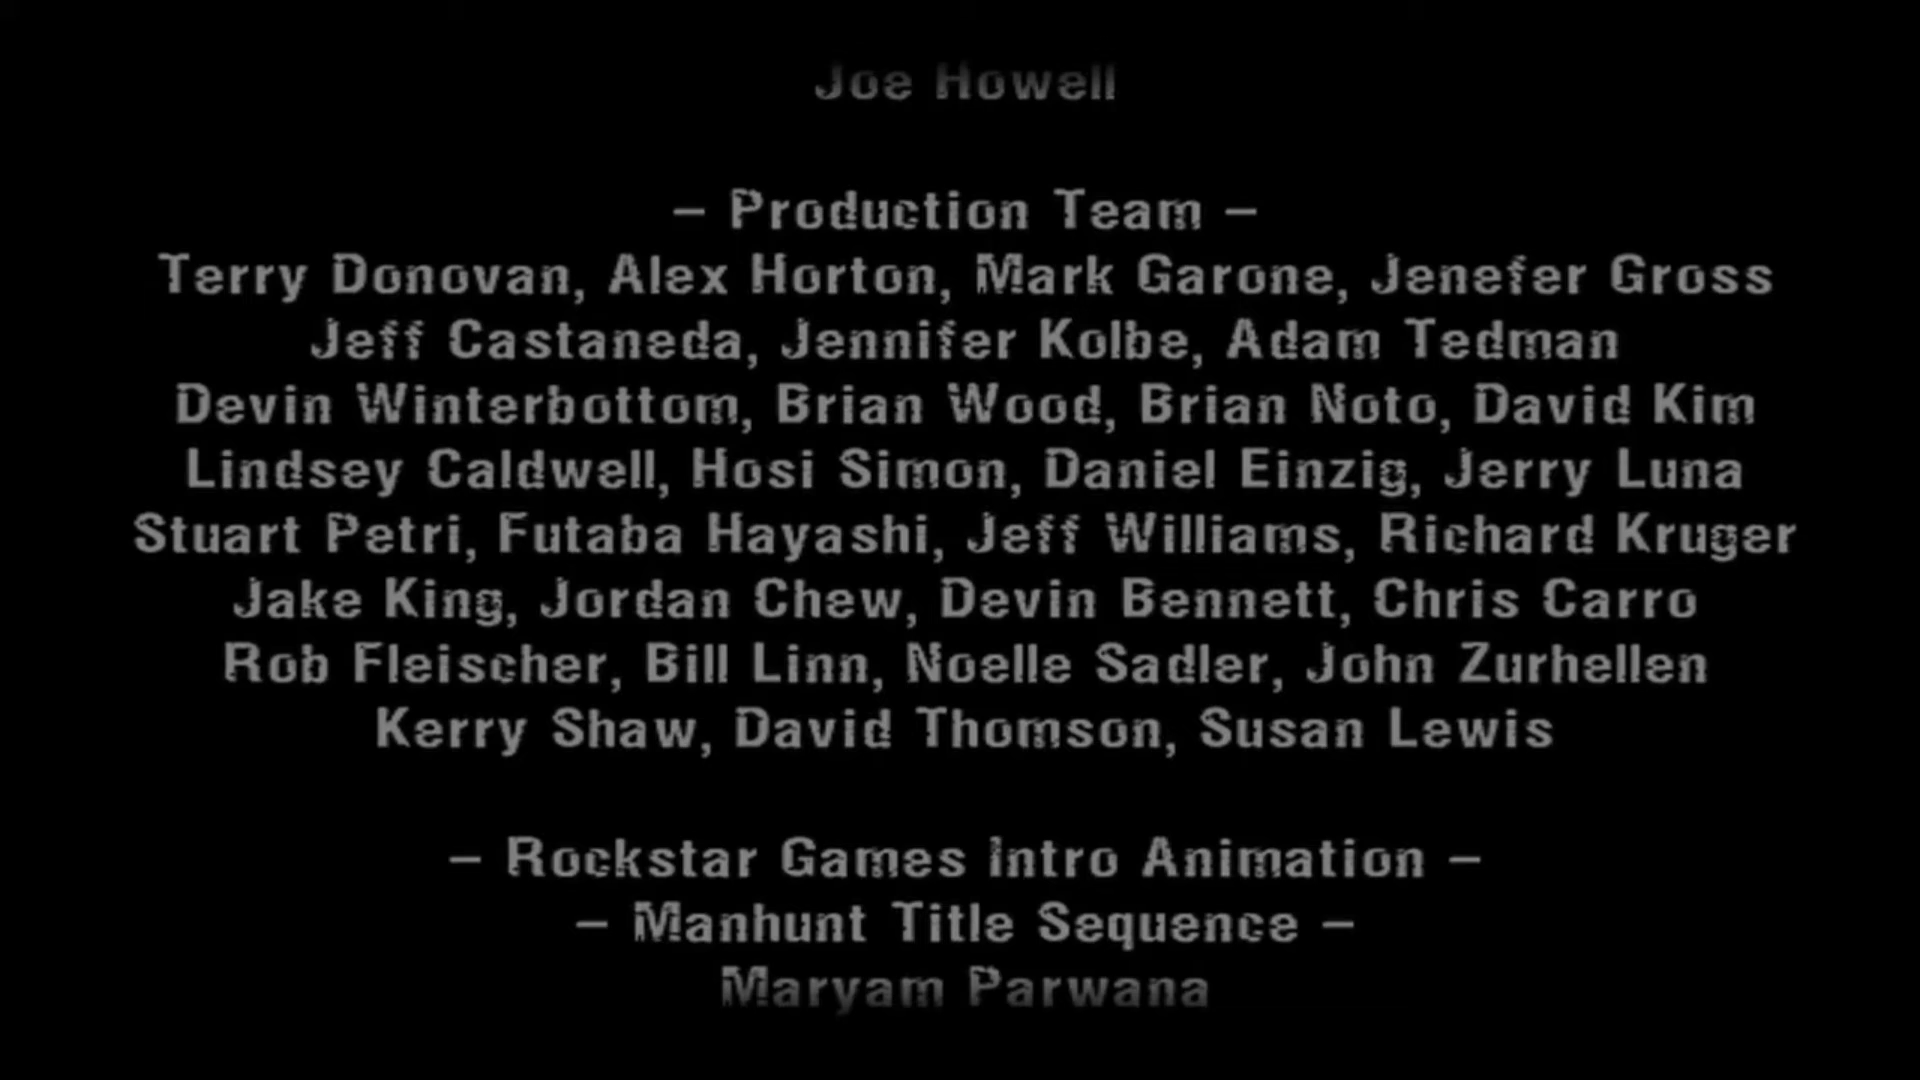 Joe Howell
– Production Team –
Terry Donovan, Alex Horton, Mark Garone, Jenefer Gross
Jeff Castaneda, Jennifer Kolbe, Adam Tedman
Devin Winterbottom, Brian Wood, Brian Noto, David Kim
Lindsey Caldwell, Hosi Simon, Daniel Einzig, Jerry Luna
Stuart Petri, Futaba Hayashi, Jeff Williams, Richard Kruger
Jake King, Jordan Chew, Devin Bennett, Chris Carro
Rob Fleischer, Bill Linn, Noelle Sadler, John Zurhellen
Kerry Shaw, David Thomson, Susan Lewis
– Rockstar Games Intro Animation –
– Manhunt Title Sequence –
Maryam Parwana